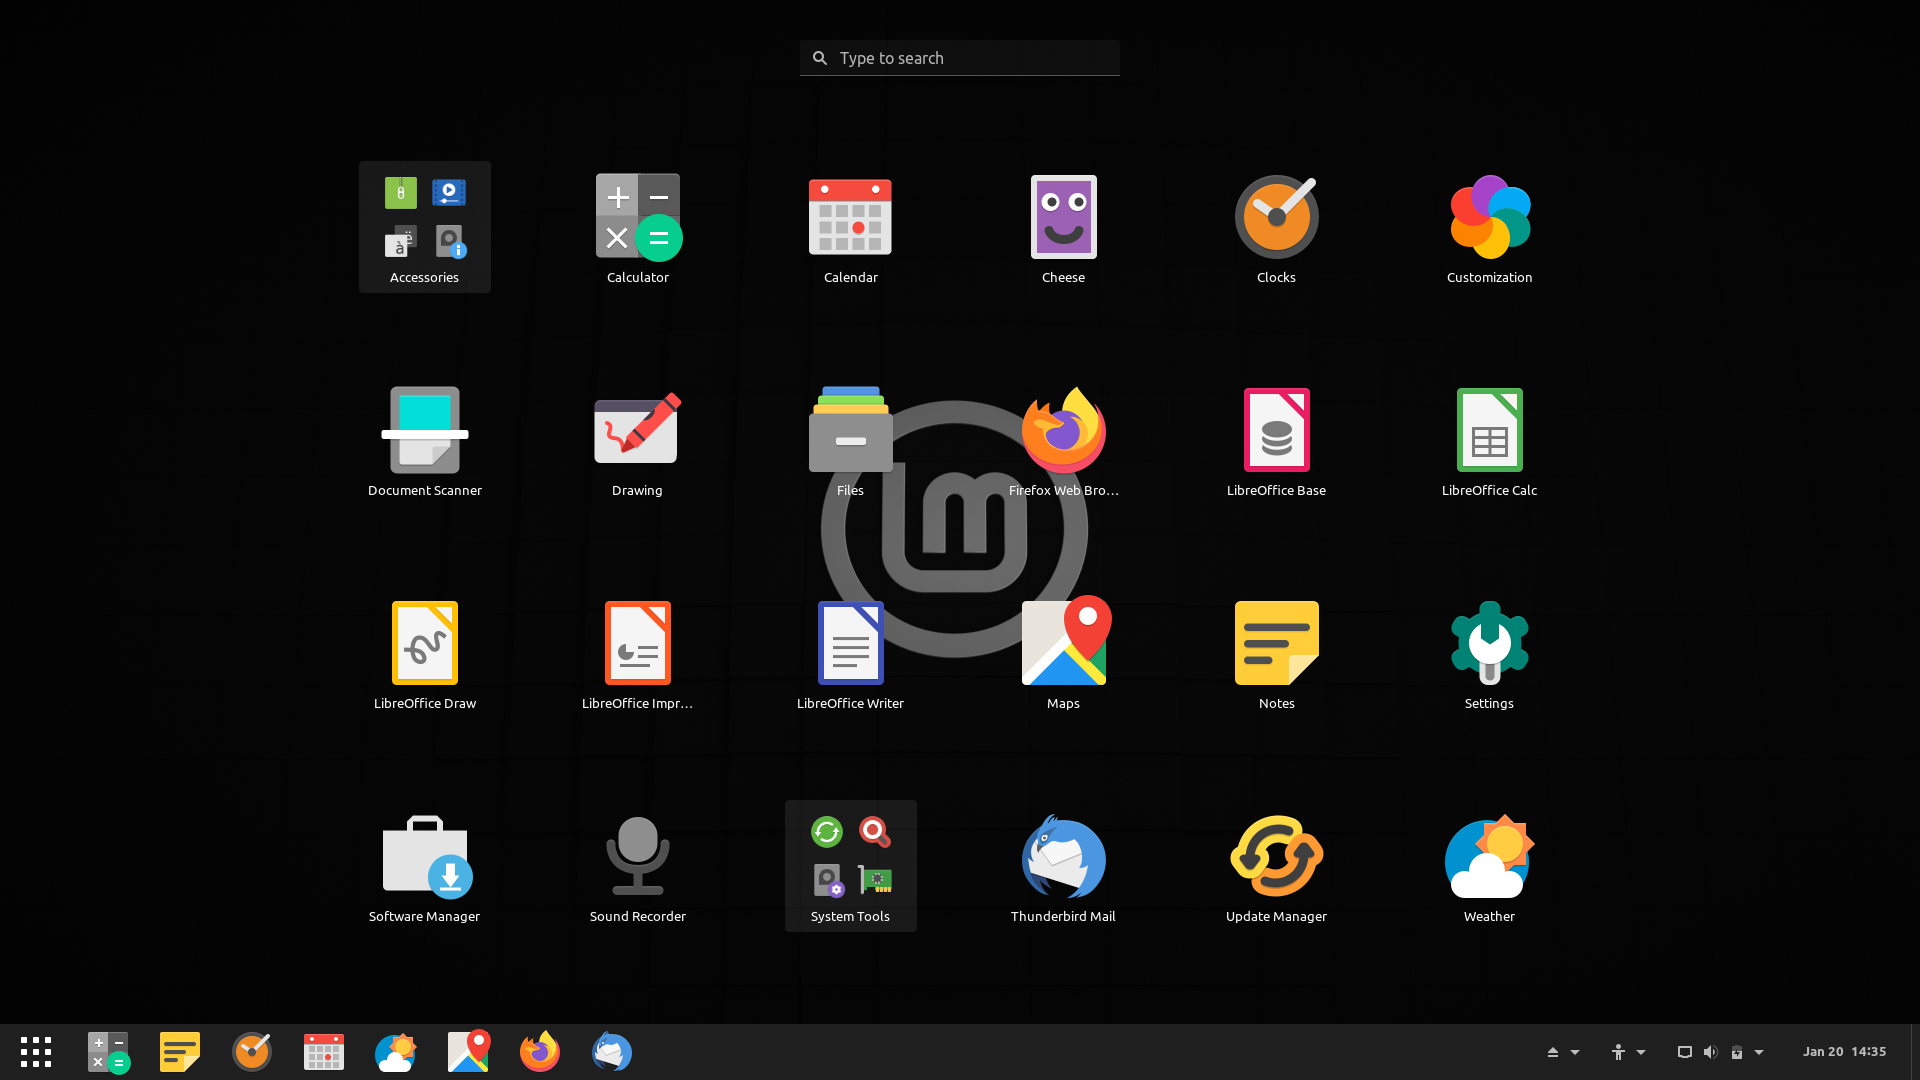 Type to search
Accessories
Calculator
Calendar
Cheese
Clocks
Customization
Document Scanner
Drawing
Files
Firefox Web Bro…
LibreOffice Base
LibreOffice Calc
LibreOffice Draw
LibreOffice Impr…
LibreOffice Writer
Maps
Notes
Settings
Software Manager
Sound Recorder
System Tools
Thunderbird Mail
Update Manager
Weather
Jan 20 14:35